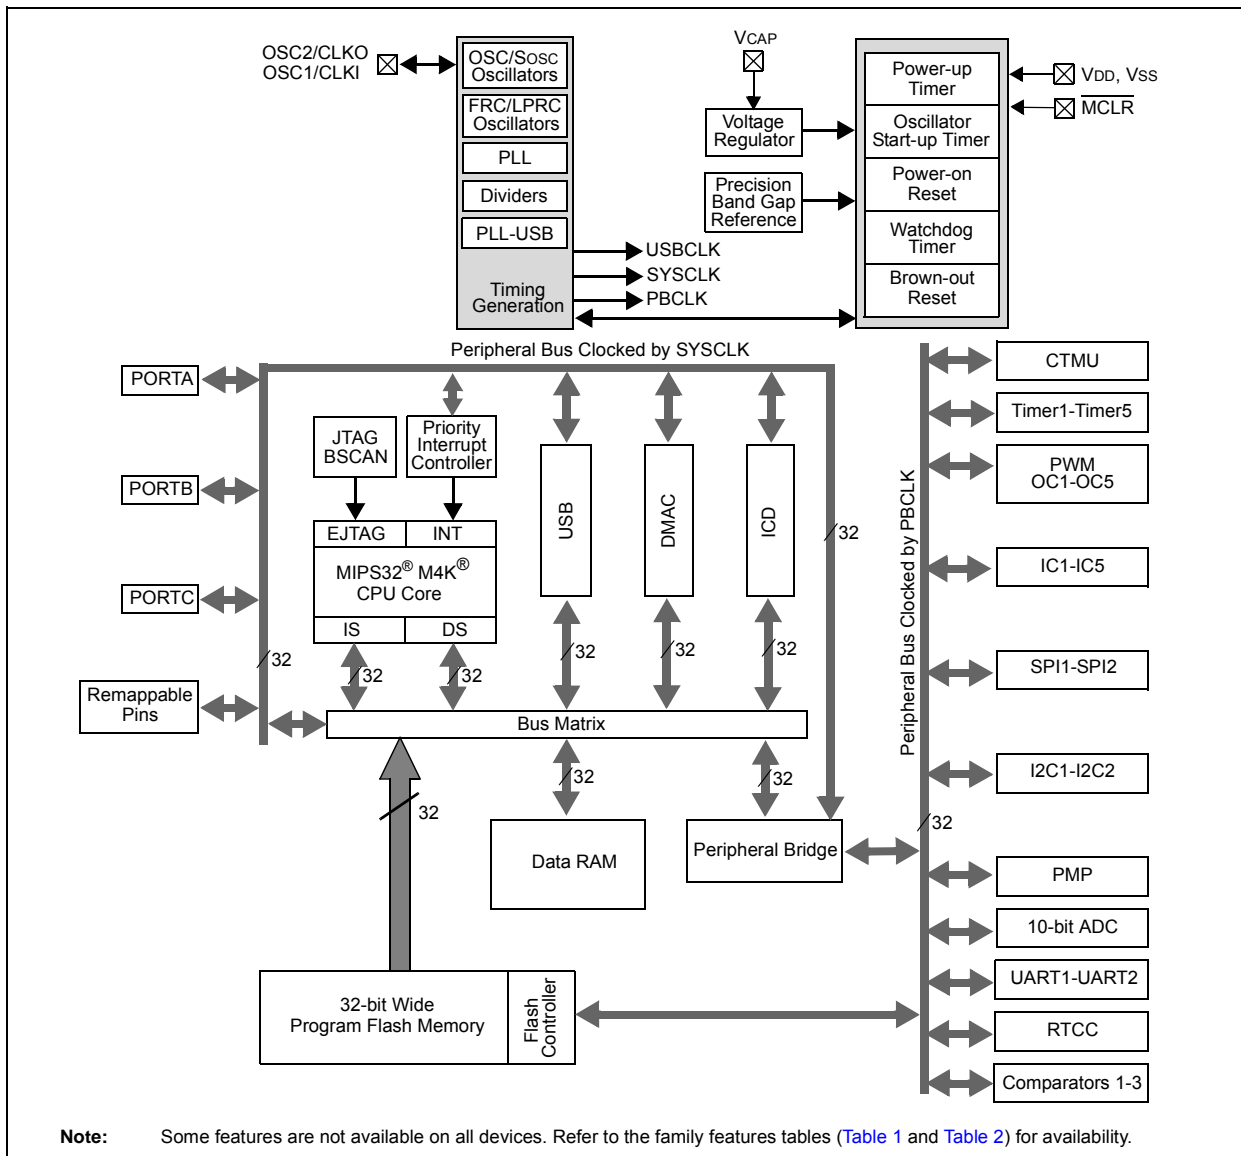 OSC2/CLKO
OSC1/CLKI
OSC/SOSC
Oscillators
FRC/LPRC
Oscillators
PLL
Dividers
PLL-USB
Timing
Generation
USBCLK
SYSCLK
PBCLK
VCAP
Voltage
Regulator
Precision
Band Gap
Reference
Power-up
Timer
Oscillator
Start-up Timer
Power-on
Reset
Watchdog
Timer
Brown-out
Reset
VDD, VSS
MCLR
Peripheral Bus Clocked by SYSCLK
PORTA
PORTB
PORTC
Remappable
Pins
32
JTAG
BSCAN
Priority
Interrupt
Controller
EJTAG
INT
MIPS32® M4K®
CPU Core
IS
DS
32
32
USB
32
DMAC
32
ICD
32
32
Bus Matrix
32
32
32
Data RAM
Peripheral Bridge
32-bit Wide
Program Flash Memory
Flash
Controller
Peripheral Bus Clocked by PBCLK
32
CTMU
Timer1-Timer5
PWM
OC1-OC5
IC1-IC5
SPI1-SPI2
I2C1-I2C2
PMP
10-bit ADC
UART1-UART2
RTCC
Comparators 1-3
Note: Some features are not available on all devices. Refer to the family features tables (Table 1 and Table 2) for availability.